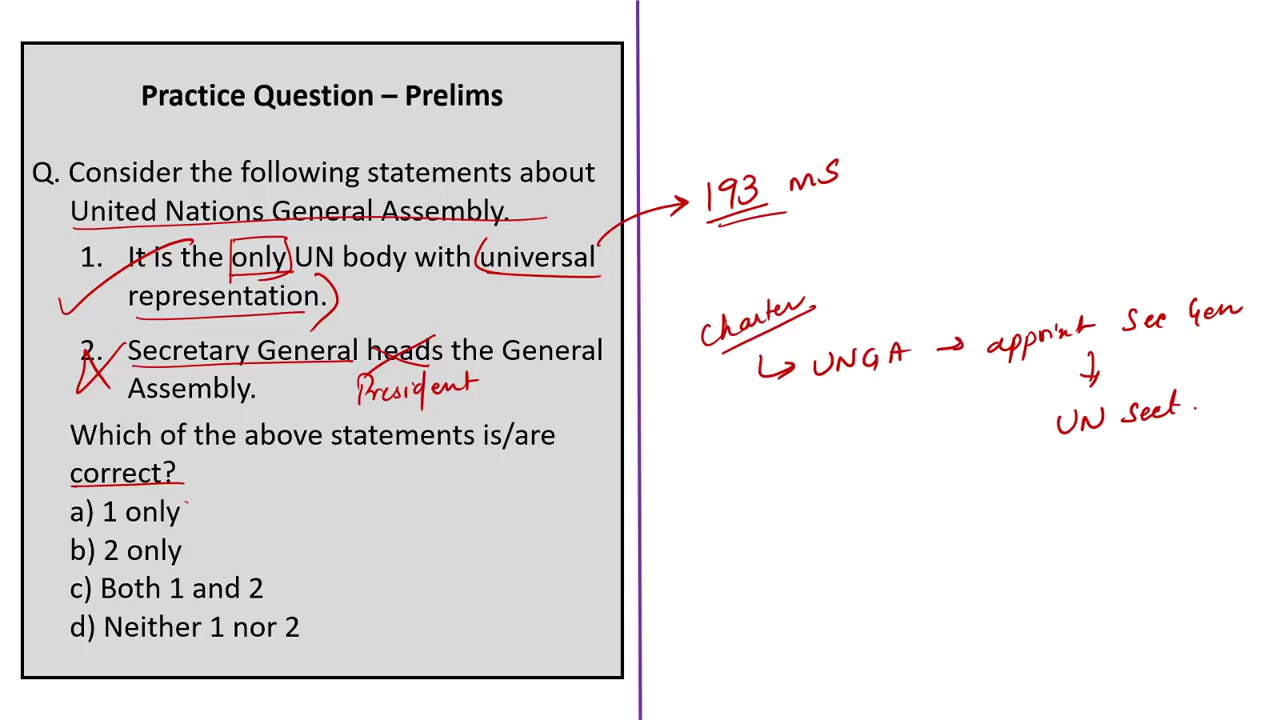 Practice Question – Prelims
Q. Consider the following statements about
United Nations General Assembly.
1. It is the only UN body with universal
representation.
2. Secretary General heads the General
Assembly.
President
Which of the above statements is/are
correct?
a) 1 only
b) 2 only
c) Both 1 and 2
d) Neither 1 nor 2
193 MS
Charter
UNGA → appoint Sec Gen
UN Sect.